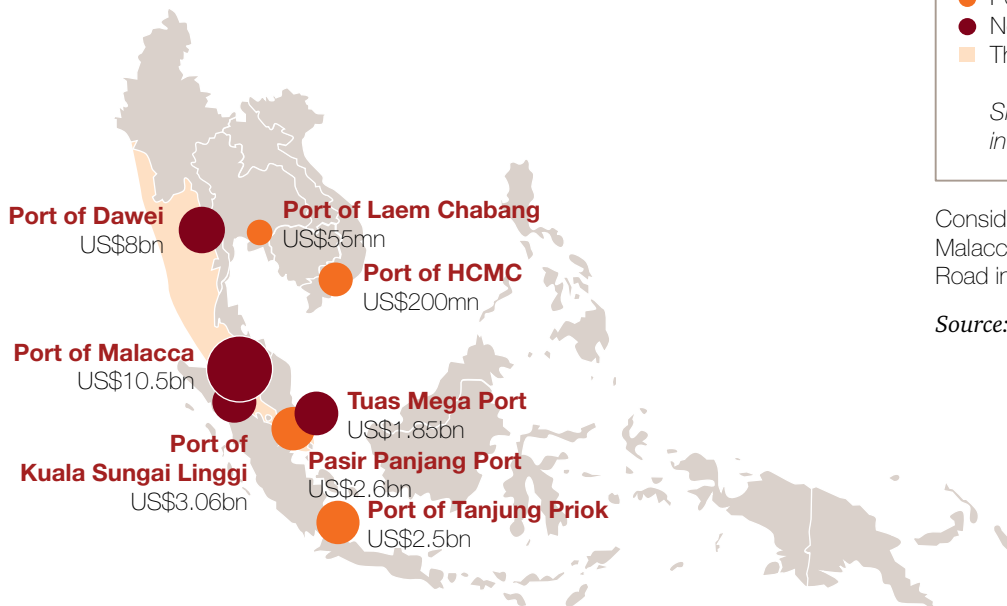 Port of Dawei
US$8bn
Port of Laem Chabang
US$55mn
Port of HCMC
US$200mn
Port of Malacca
US$10.5bn
Tuas Mega Port
US$1.85bn
Port of
Kuala Sungai Linggi
US$3.06bn
Pasir Panjang Port
US$2.6bn
Port of Tanjung Priok
US$2.5bn
N
Th
in
Consid
Malacc
Road in
Source: